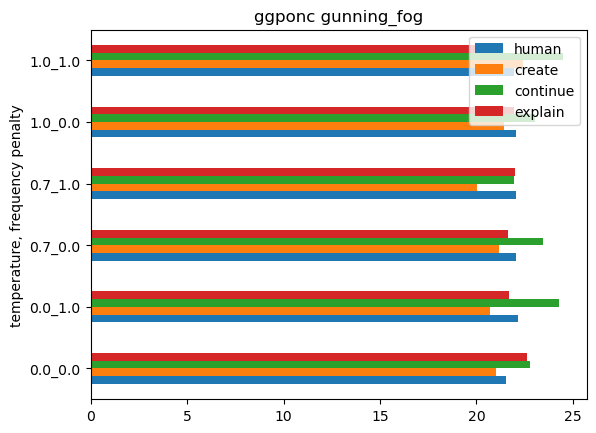 ggponc gunning_fog
human
create
continue
explain
temperature, frequency penalty
1.0_1.0
1.0_0.0
0.7_1.0
0.7_0.0
0.0_1.0
0.0_0.0
0 5 10 15 20 25